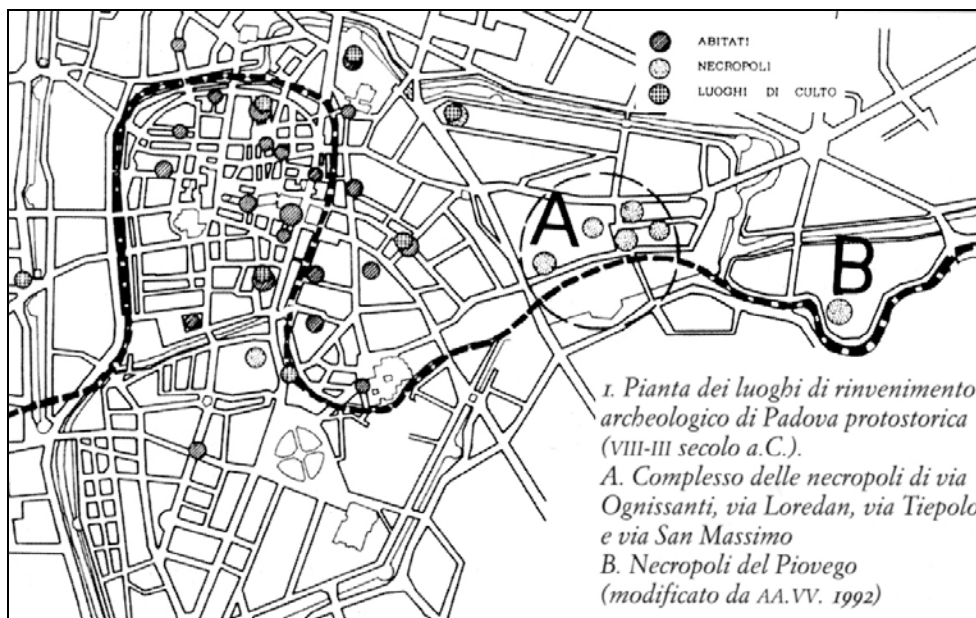 ABITATI
NECROPOLI
LUOGHI DI CULTO
A
B
1. Pianta dei luoghi di rinvenimento
archeologico di Padova protostorica
(VIII-III secolo a.C.).
A. Complesso delle necropoli di via
Ognissanti, via Loredan, via Tiepolo
e via San Massimo
B. Necropoli del Piovego
(modificato da AA.VV. 1992)